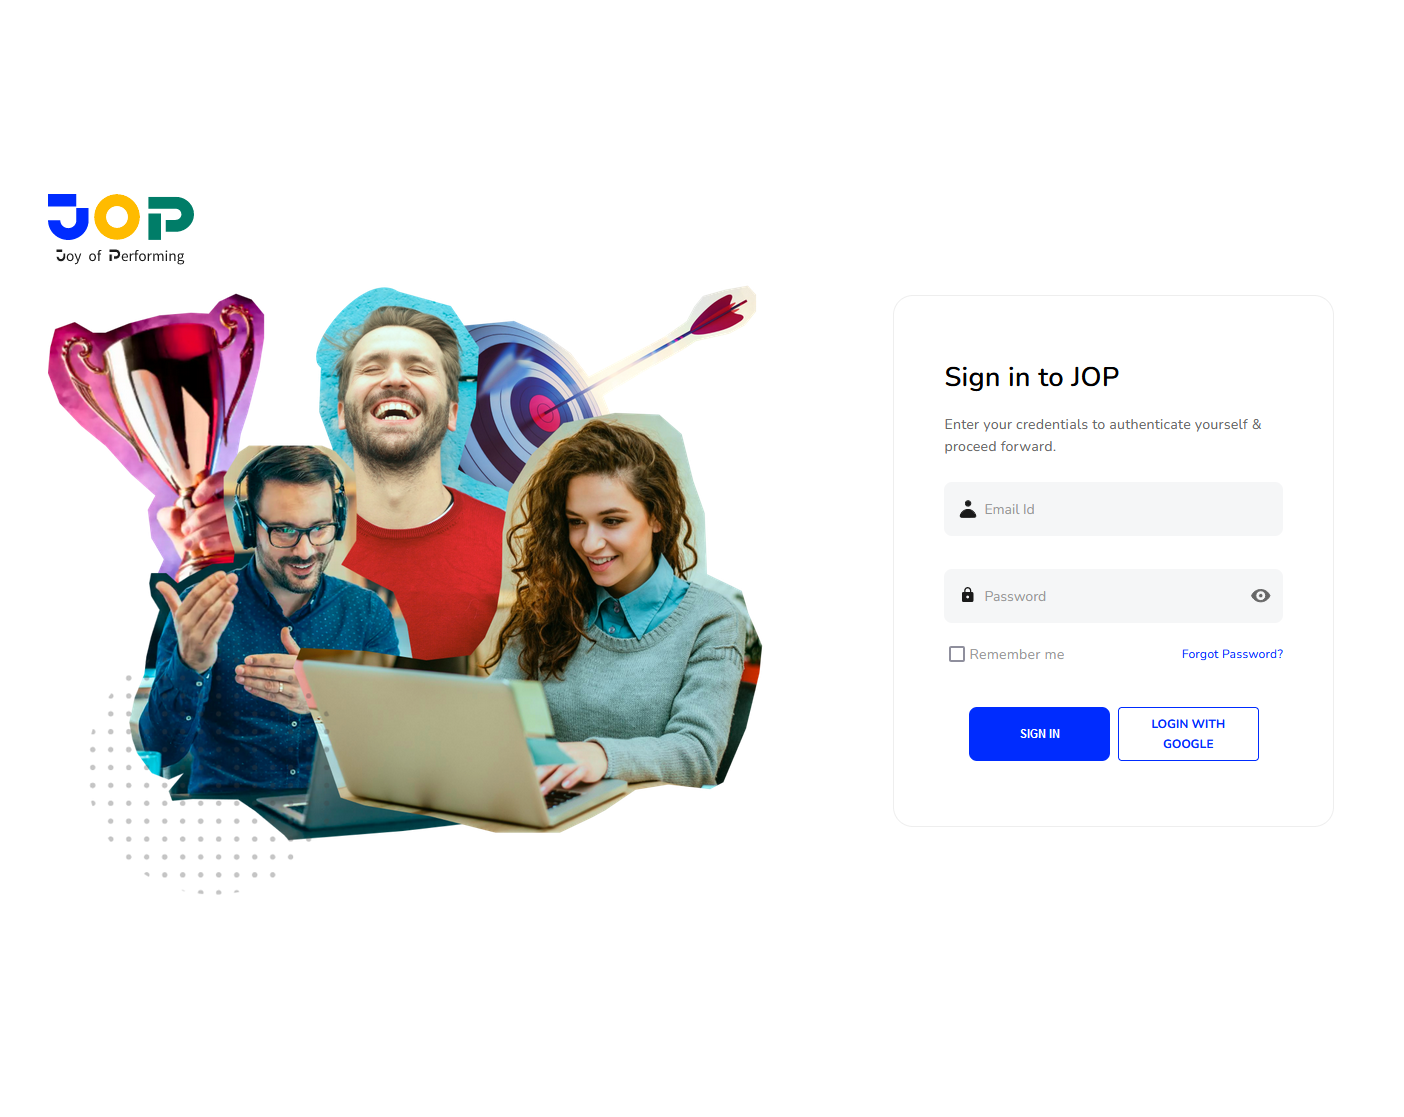 JOP
Joy of Performing
Sign in to JOP
Enter your credentials to authenticate yourself &
proceed forward.
Email Id
Password
Remember me
Forgot Password?
SIGN IN
LOGIN WITH
GOOGLE